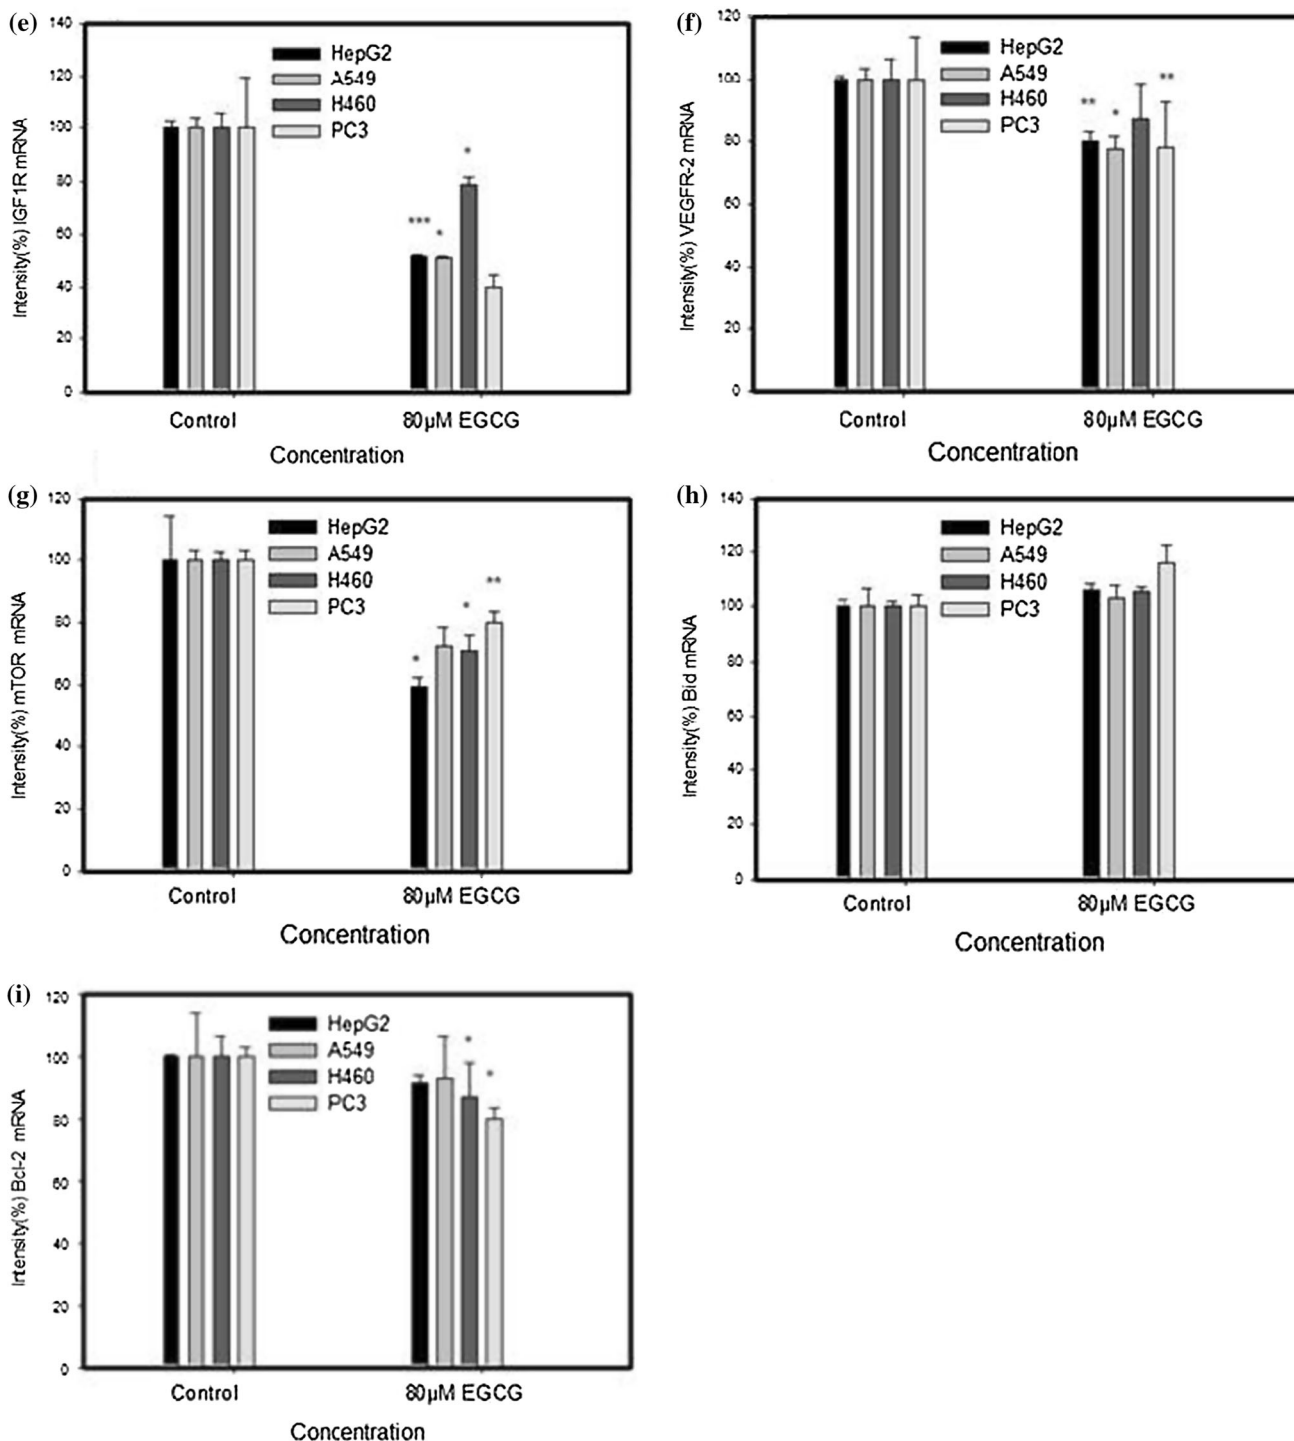 (e)
Intensity(%) IGF1R mRNA
140
120
100
80
60
40
20
0
HepG2
A549
H460
PC3
***
*
*
Control
80µM EGCG
Concentration
(f)
Intensity(%) VEGFR-2 mRNA
120
100
80
60
40
20
0
HepG2
A549
H460
PC3
**
*
**
Control
80µM EGCG
Concentration
(g)
Intensity(%) mTOR mRNA
120
100
80
60
40
20
0
HepG2
A549
H460
PC3
*
*
**
Control
80µM EGCG
Concentration
(h)
Intensity(%) Bid mRNA
140
120
100
80
60
40
20
0
HepG2
A549
H460
PC3
Control
80µM EGCG
Concentration
(i)
Intensity(%) Bcl-2 mRNA
120
100
80
60
40
20
0
HepG2
A549
H460
PC3
*
*
Control
80µM EGCG
Concentration